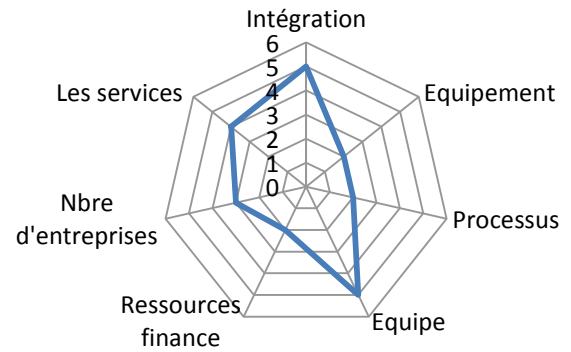 Intégration
6
5
4
3
2
1
0
Equipement
Processus
Equipe
Ressources
finance
Nbre
d'entreprises
Les services